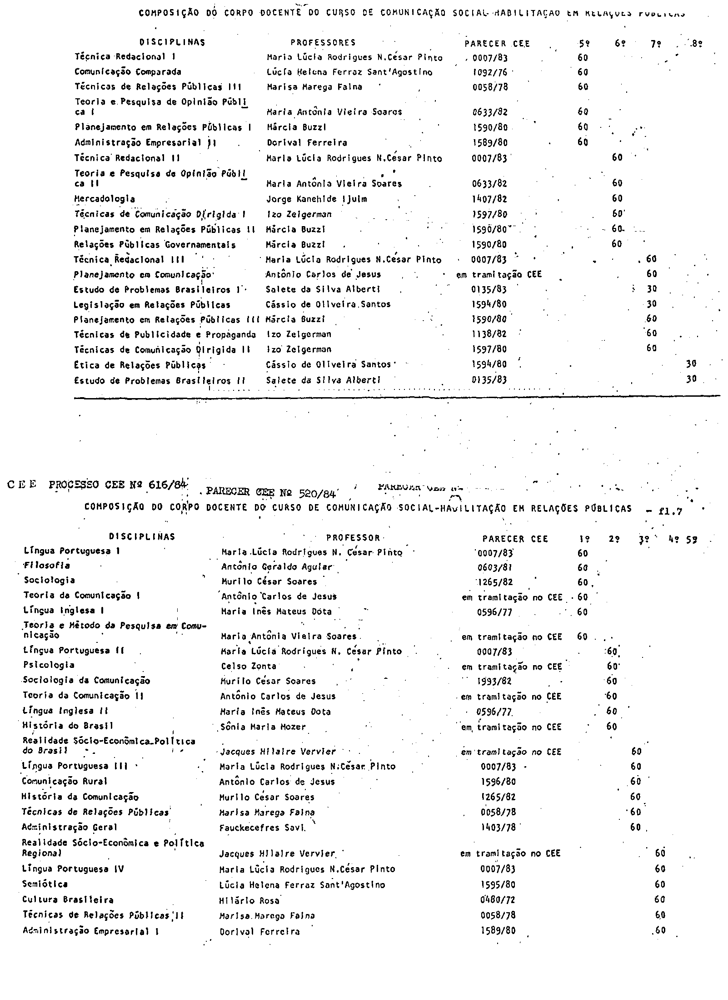 COMPOSIÇÃO DO CORPO DOCENTE DO CURSO DE COMUNICAÇÃO SOCIAL-HABILITAÇÃO EM RELAÇÕES PÚBLICAS
DISCIPLINAS PROFESSORES PARECER CEE 5º 6º 7º 8º
Técnica Redacional I Maria Lúcia Rodrigues N.César Pinto 0007/83 60
Comunicação Comparada Lúcia Helena Ferraz Sant'Agostino 1092/76 60
Técnicas de Relações Públicas III Marisa Marega Faina 0058/78 60
Teoria e Pesquisa de Opinião Públi
ca I Maria Antônia Vieira Soares 0633/82 60
Planejamento em Relações Públicas I Márcia Buzzi 1590/80 60
Administração Empresarial II Dorival Ferreira 1589/80 60
Técnica Redacional II Maria Lúcia Rodrigues N.César Pinto 0007/83 60
Teoria e Pesquisa de Opinião Públi
ca II Maria Antônia Vieira Soares 0633/82 60
Mercadologia Jorge Kanehide Ijuim 1407/82 60
Técnicas de Comunicação Dirigida I Izo Zeigerman 1597/80 60
Planejamento em Relações Públicas II Márcia Buzzi 1590/80 60
Relações Públicas Governamentais Márcia Buzzi 1590/80 60
Técnica Redacional III Maria Lúcia Rodrigues N.César Pinto 0007/83 60
Planejamento em Comunicação Antônio Carlos de Jesus em tramitação CEE 60
Estudo de Problemas Brasileiros I Salete da Silva Alberti 0135/83 30
Legislação em Relações Públicas Cássio de Oliveira Santos 1594/80 30
Planejamento em Relações Públicas III Márcia Buzzi 1590/80 60
Técnicas de Publicidade e Propaganda Izo Zeigerman 1138/82 60
Técnicas de Comunicação Dirigida II Izo Zeigerman 1597/80 60
Ética de Relações Públicas Cássio de Oliveira Santos 1594/80 30
Estudo de Problemas Brasileiros II Salete da Silva Alberti 0135/83 30
CEE PROCESSO CEE Nº 616/84 PARECER CEE Nº 520/84 PARECER CEE Nº
COMPOSIÇÃO DO CORPO DOCENTE DO CURSO DE COMUNICAÇÃO SOCIAL-HABILITAÇÃO EM RELAÇÕES PÚBLICAS - fl.7
DISCIPLINAS PROFESSOR PARECER CEE 1º 2º 3º 4º 5º
Língua Portuguesa I Maria Lúcia Rodrigues N. César Pinto 0007/83 60
Filosofia Antônio Geraldo Aguiar 0603/81 60
Sociologia Murilo César Soares 1265/82 60
Teoria da Comunicação I Antônio Carlos de Jesus em tramitação no CEE 60
Língua Inglesa I Maria Inês Mateus Dota 0596/77 60
Teoria e Método da Pesquisa em Comu-
nicação Maria Antônia Vieira Soares em tramitação no CEE 60
Língua Portuguesa II Maria Lúcia Rodrigues N. César Pinto 0007/83 60
Psicologia Celso Zonta em tramitação no CEE 60
Sociologia da Comunicação Murilo César Soares 1993/82 60
Teoria da Comunicação II Antônio Carlos de Jesus em tramitação no CEE 60
Língua Inglesa II Maria Inês Mateus Dota 0596/77 60
História do Brasil Sônia Maria Mozer em tramitação no CEE 60
Realidade Sócio-Econômica-Política
do Brasil Jacques Hilaire Vervier em tramitação no CEE 60
Língua Portuguesa III Maria Lúcia Rodrigues N.César Pinto 0007/83 60
Comunicação Rural Antônio Carlos de Jesus 1596/80 60
História da Comunicação Murilo César Soares 1265/82 60
Técnicas de Relações Públicas Marisa Marega Faina 0058/78 60
Administração Geral Fauckecefres Savi 1403/78 60
Realidade Sócio-Econômica e Política
Regional Jacques Hilaire Vervier em tramitação no CEE 60
Língua Portuguesa IV Maria Lúcia Rodrigues N.César Pinto 0007/83 60
Semiótica Lúcia Helena Ferraz Sant'Agostino 1595/80 60
Cultura Brasileira Hilário Rosa 0480/72 60
Técnicas de Relações Públicas II Marisa Marega Faina 0058/78 60
Administração Empresarial I Dorival Ferreira 1589/80 60